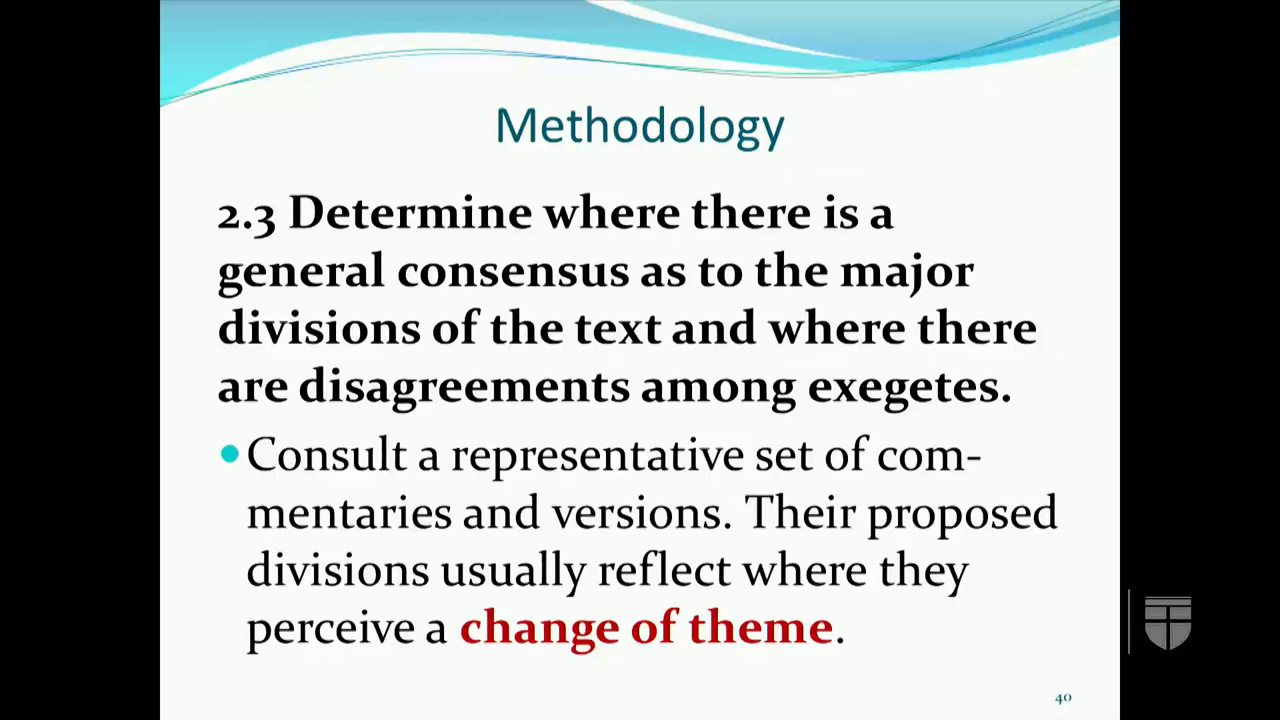 Methodology
2.3 Determine where there is a
general consensus as to the major
divisions of the text and where there
are disagreements among exegetes.
•Consult a representative set of com-
mentaries and versions. Their proposed
divisions usually reflect where they
perceive a change of theme.
40